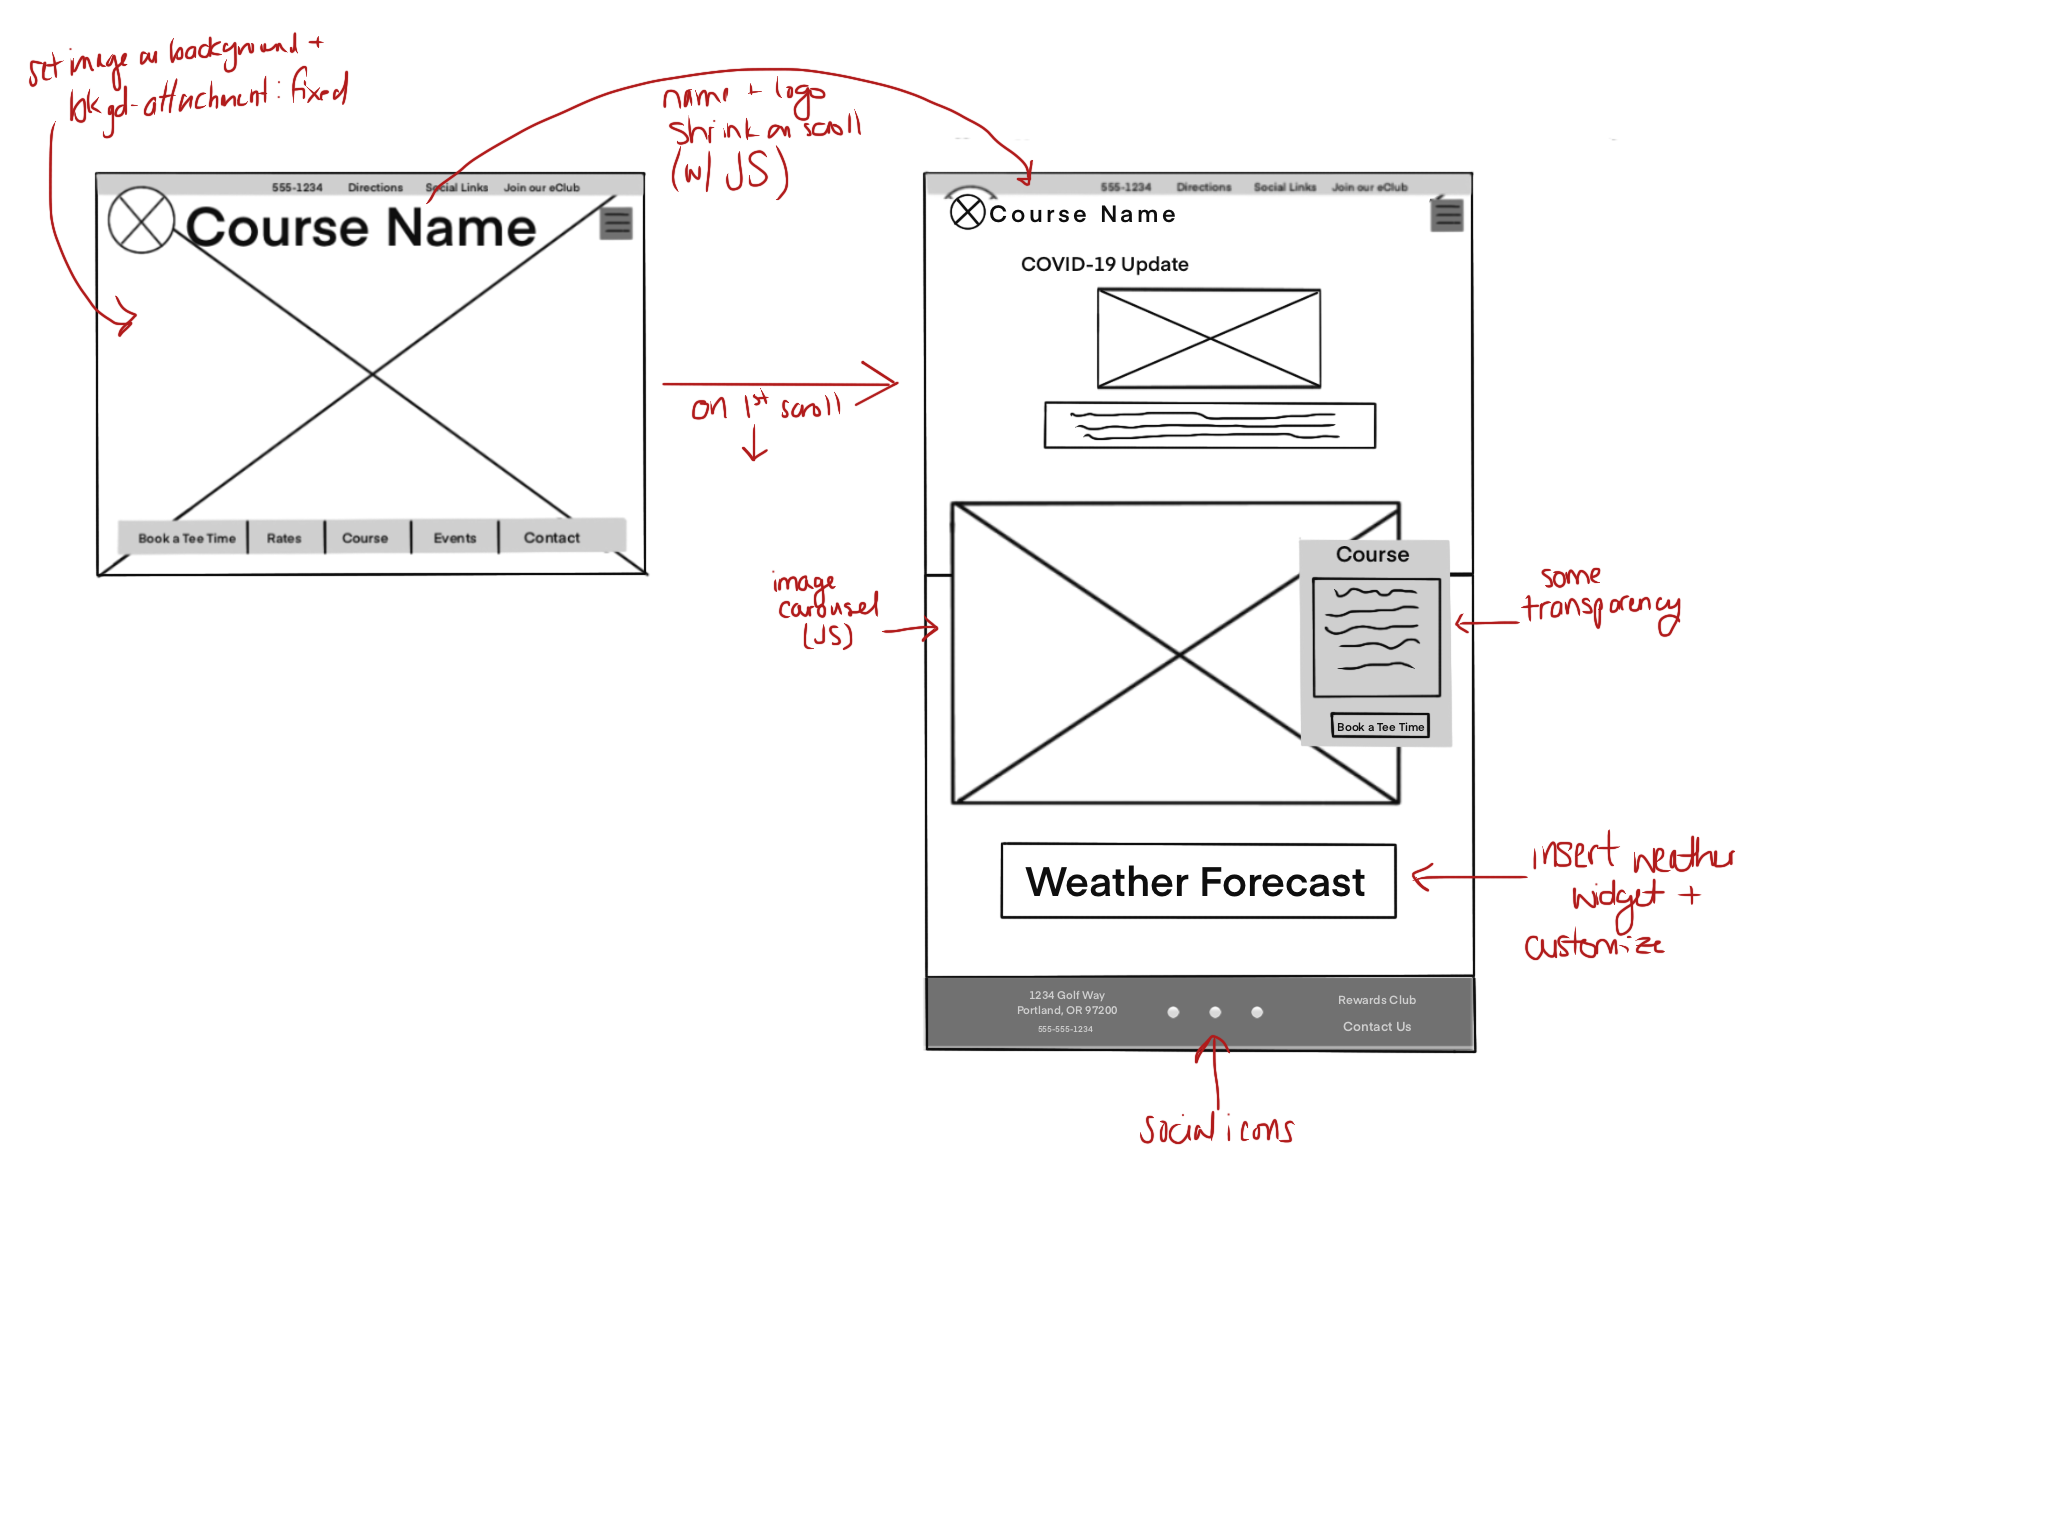 set image as background +
bkgd-attachment: fixed
name + logo
shrink on scroll
(w/ JS)
555-1234 Directions Social Links Join our eClub
Course Name
Book a Tee Time Rates Course Events Contact
on 1st scroll
555-1234 Directions Social Links Join our eClub
Course Name
COVID-19 Update
image
carousel
(JS)
Course
Book a Tee Time
some
transparency
Weather Forecast
insert weather
widget +
customize
1234 Golf Way
Portland, OR 97200
555-555-1234
Rewards Club
Contact Us
social icons